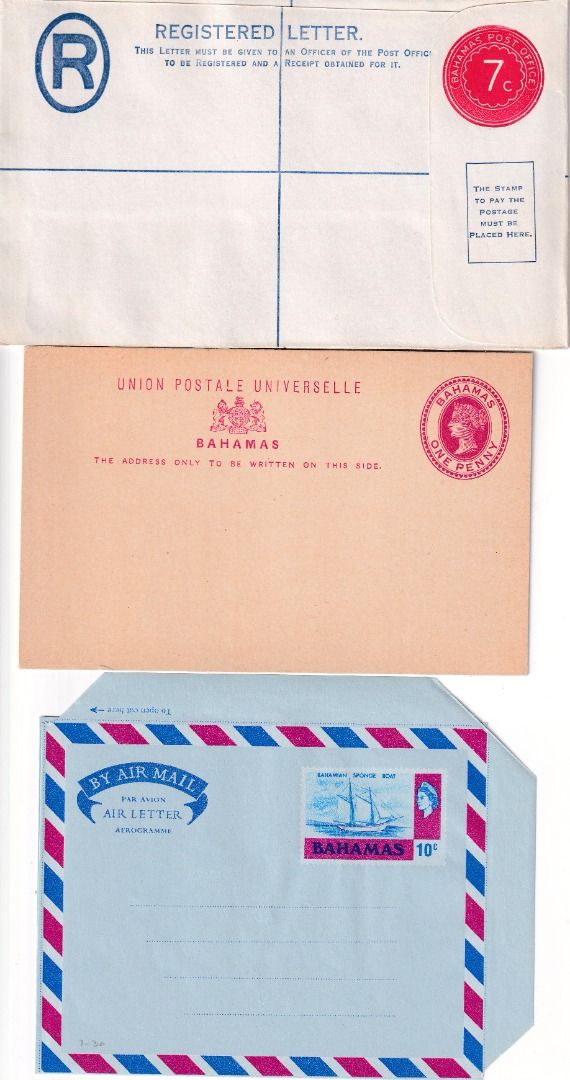 R
REGISTERED LETTER.
THIS LETTER MUST BE GIVEN TO AN OFFICER OF THE POST OFFIC
TO BE REGISTERED AND A RECEIPT OBTAINED FOR IT.
BAHAMAS POST OFFICE
7c
THE STAMP
TO PAY THE
POSTAGE
MUST BE
PLACED HERE.
UNION POSTALE UNIVERSELLE
BAHAMAS
THE ADDRESS ONLY TO BE WRITTEN ON THIS SIDE.
BAHAMAS
ONE PENNY
To open cut here
BY AIR MAIL
PAR AVION
AIR LETTER
AEROGRAMME
BAHAMIAN SPONGE BOAT
BAHAMAS 10c